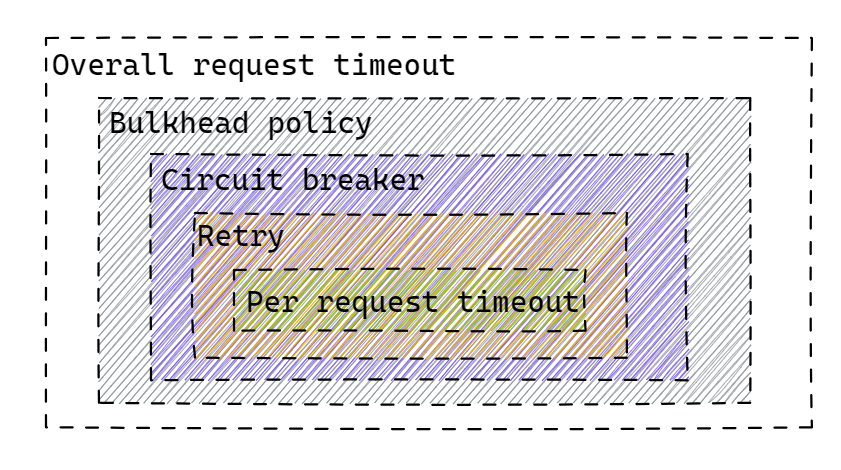 Overall request timeout
Bulkhead policy
Circuit breaker
Retry
Per request timeout